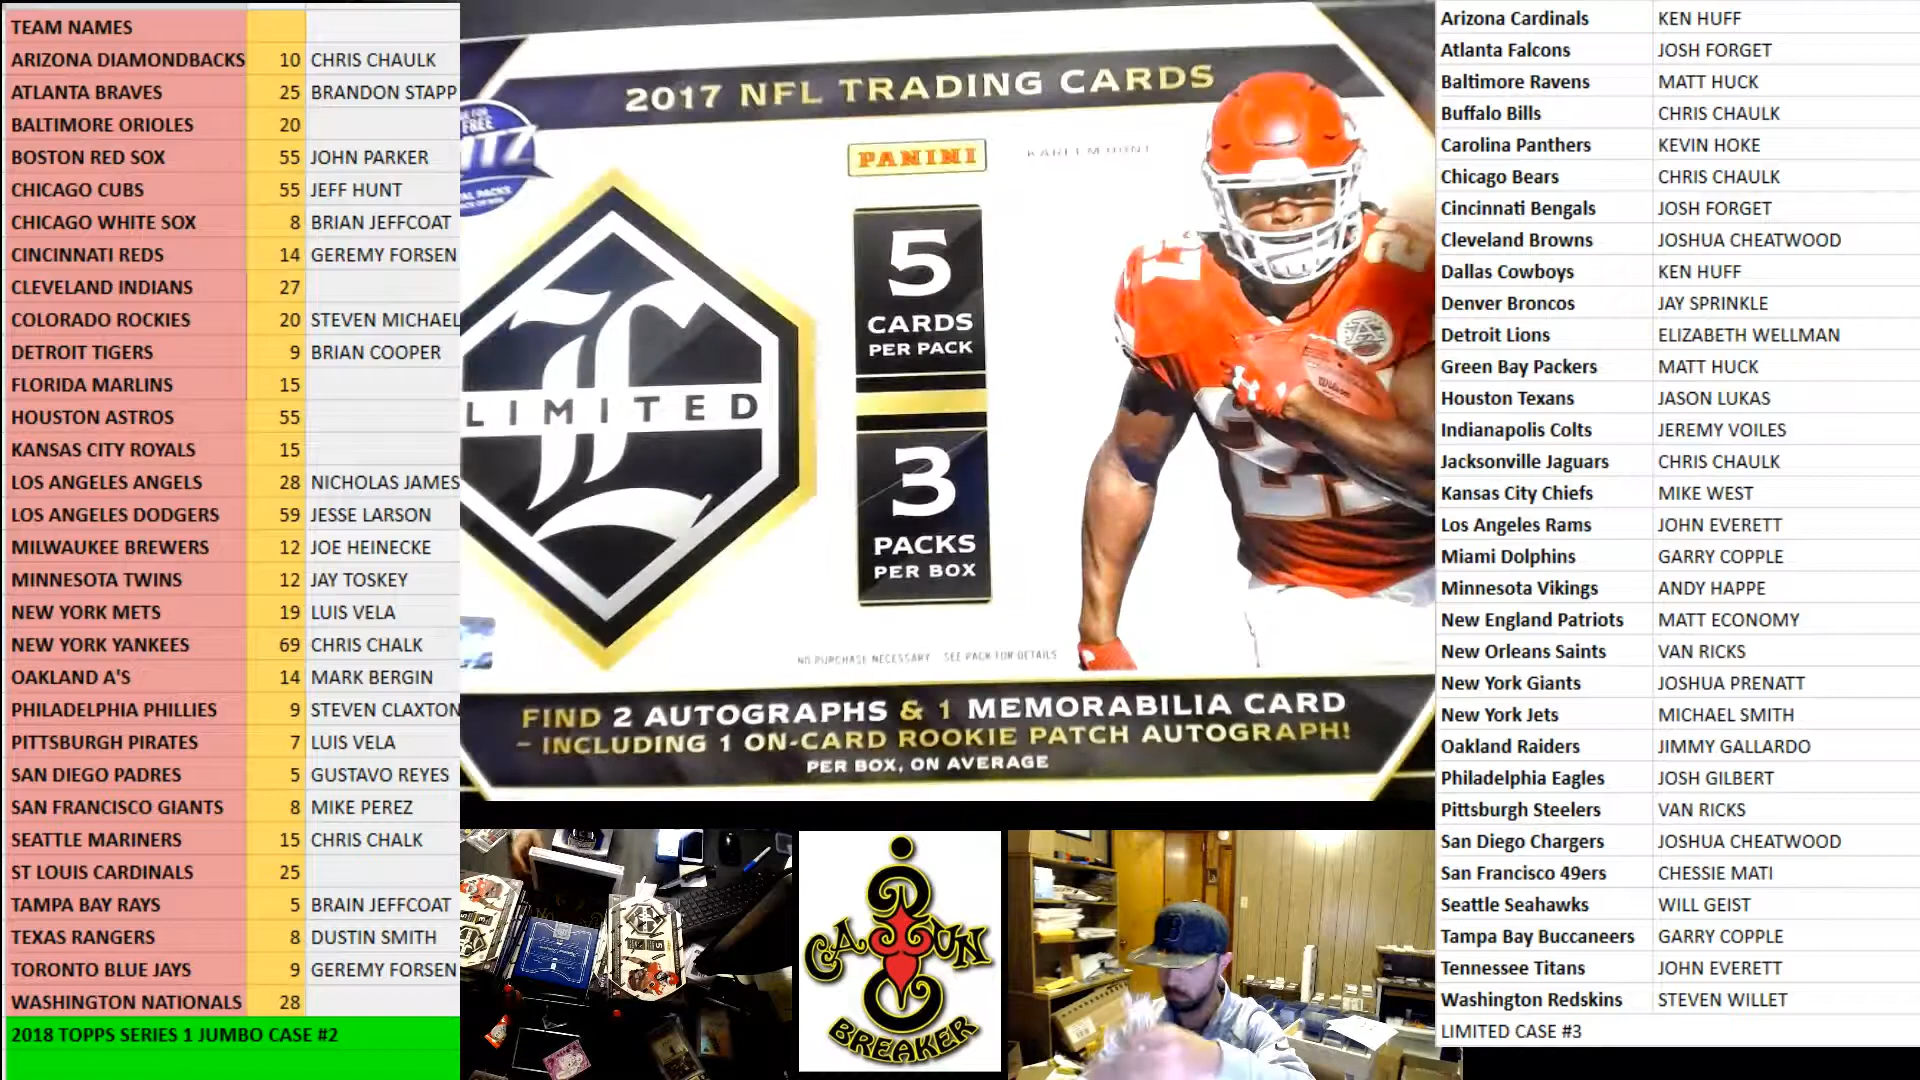 TEAM NAMES
ARIZONA DIAMONDBACKS 10 CHRIS CHAULK
ATLANTA BRAVES 25 BRANDON STAPP
BALTIMORE ORIOLES 20
BOSTON RED SOX 55 JOHN PARKER
CHICAGO CUBS 55 JEFF HUNT
CHICAGO WHITE SOX 8 BRIAN JEFFCOAT
CINCINNATI REDS 14 GEREMY FORSEN
CLEVELAND INDIANS 27
COLORADO ROCKIES 20 STEVEN MICHAEL
DETROIT TIGERS 9 BRIAN COOPER
FLORIDA MARLINS 15
HOUSTON ASTROS 55
KANSAS CITY ROYALS 15
LOS ANGELES ANGELS 28 NICHOLAS JAMES
LOS ANGELES DODGERS 59 JESSE LARSON
MILWAUKEE BREWERS 12 JOE HEINECKE
MINNESOTA TWINS 12 JAY TOSKEY
NEW YORK METS 19 LUIS VELA
NEW YORK YANKEES 69 CHRIS CHALK
OAKLAND A'S 14 MARK BERGIN
PHILADELPHIA PHILLIES 9 STEVEN CLAXTON
PITTSBURGH PIRATES 7 LUIS VELA
SAN DIEGO PADRES 5 GUSTAVO REYES
SAN FRANCISCO GIANTS 8 MIKE PEREZ
SEATTLE MARINERS 15 CHRIS CHALK
ST LOUIS CARDINALS 25
TAMPA BAY RAYS 5 BRAIN JEFFCOAT
TEXAS RANGERS 8 DUSTIN SMITH
TORONTO BLUE JAYS 9 GEREMY FORSEN
WASHINGTON NATIONALS 28
2018 TOPPS SERIES 1 JUMBO CASE #2
2017 NFL TRADING CARDS
FREE
PANINI
KAREEM HUNT
5
CARDS
PER PACK
LIMITED
3
PACKS
PER BOX
27
Wilson
NO PURCHASE NECESSARY SEE PACK FOR DETAILS
FIND 2 AUTOGRAPHS & 1 MEMORABILIA CARD
- INCLUDING 1 ON-CARD ROOKIE PATCH AUTOGRAPH!
PER BOX, ON AVERAGE
CAJUN
BREAKER
Arizona Cardinals KEN HUFF
Atlanta Falcons JOSH FORGET
Baltimore Ravens MATT HUCK
Buffalo Bills CHRIS CHAULK
Carolina Panthers KEVIN HOKE
Chicago Bears CHRIS CHAULK
Cincinnati Bengals JOSH FORGET
Cleveland Browns JOSHUA CHEATWOOD
Dallas Cowboys KEN HUFF
Denver Broncos JAY SPRINKLE
Detroit Lions ELIZABETH WELLMAN
Green Bay Packers MATT HUCK
Houston Texans JASON LUKAS
Indianapolis Colts JEREMY VOILES
Jacksonville Jaguars CHRIS CHAULK
Kansas City Chiefs MIKE WEST
Los Angeles Rams JOHN EVERETT
Miami Dolphins GARRY COPPLE
Minnesota Vikings ANDY HAPPE
New England Patriots MATT ECONOMY
New Orleans Saints VAN RICKS
New York Giants JOSHUA PRENATT
New York Jets MICHAEL SMITH
Oakland Raiders JIMMY GALLARDO
Philadelphia Eagles JOSH GILBERT
Pittsburgh Steelers VAN RICKS
San Diego Chargers JOSHUA CHEATWOOD
San Francisco 49ers CHESSIE MATI
Seattle Seahawks WILL GEIST
Tampa Bay Buccaneers GARRY COPPLE
Tennessee Titans JOHN EVERETT
Washington Redskins STEVEN WILLET
LIMITED CASE #3